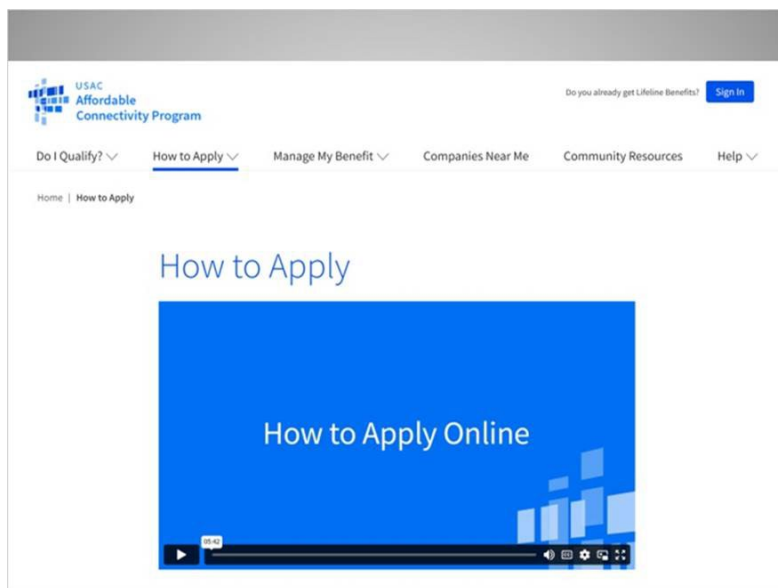 USAC
Affordable
Connectivity Program
Do you already get Lifeline Benefits?
Sign In
Do I Qualify?
How to Apply
Manage My Benefit
Companies Near Me
Community Resources
Help
Home | How to Apply
How to Apply
How to Apply Online
05:42